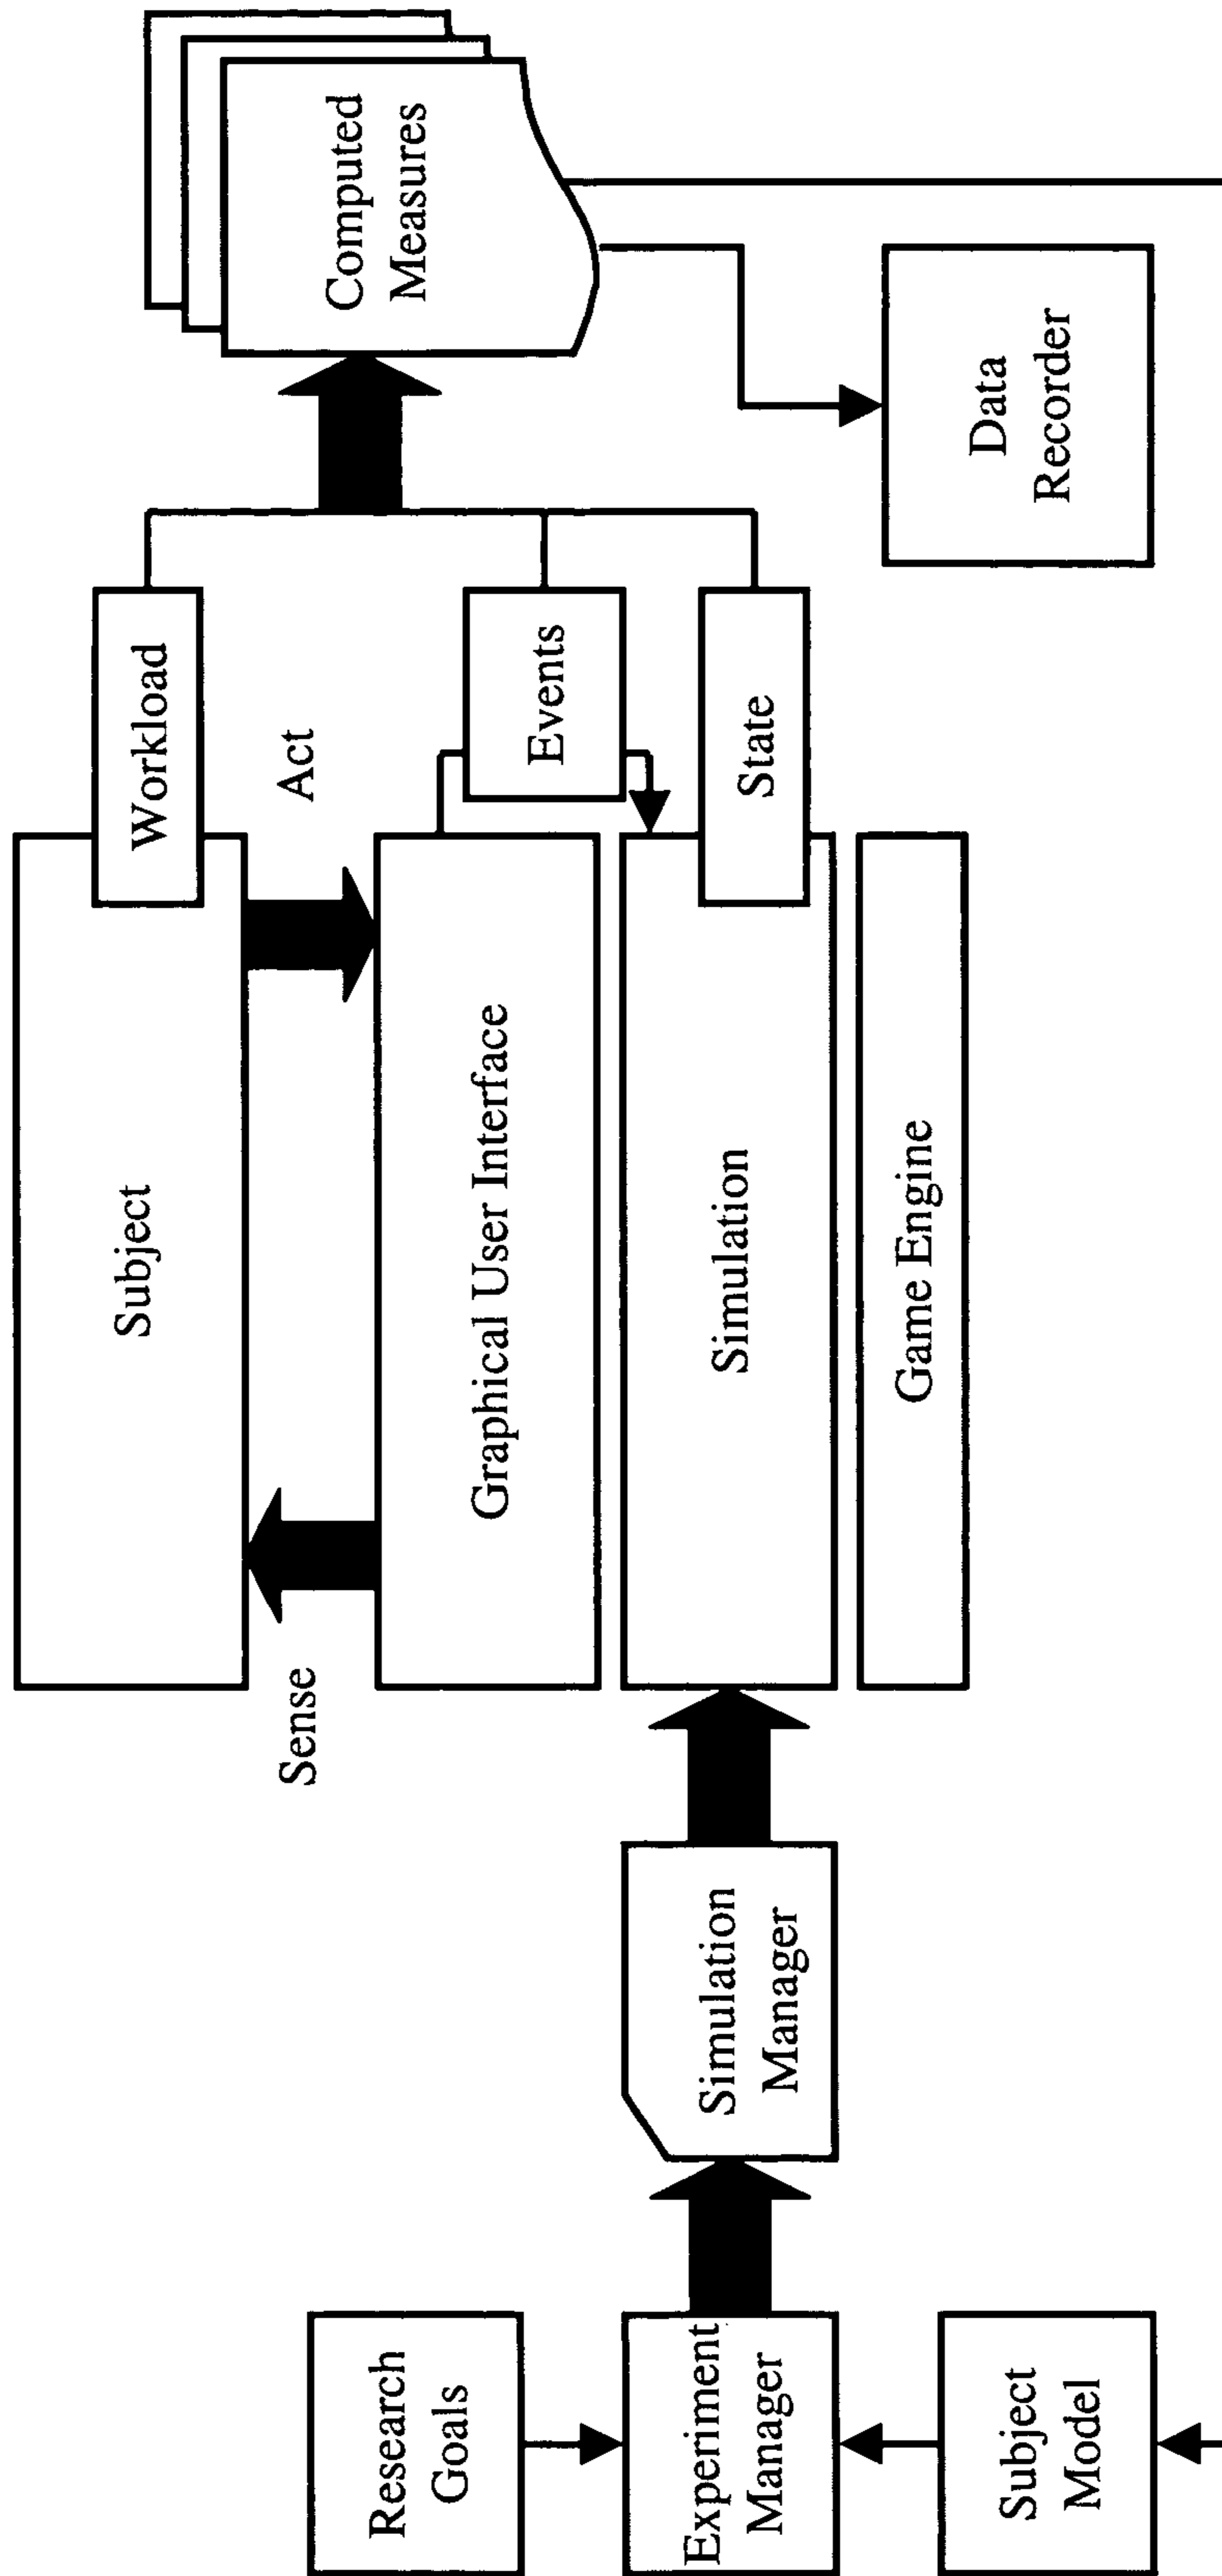 Research
Goals
Experiment
Manager
Subject
Model
Simulation
Manager
Sense
Subject
Graphical User Interface
Simulation
Game Engine
Workload
Act
Events
State
Computed
Measures
Data
Recorder